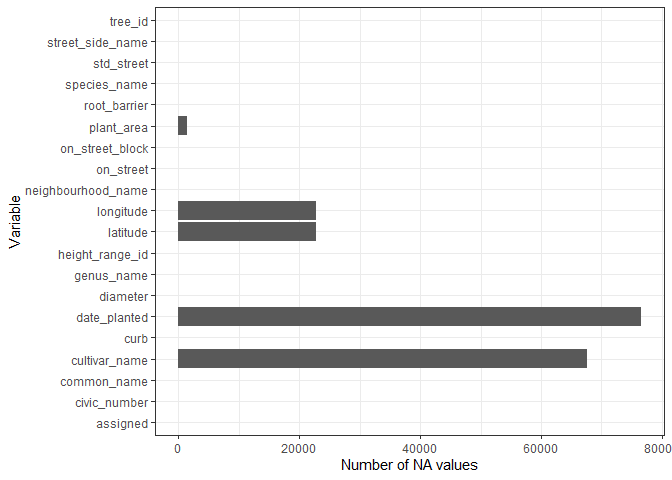 tree_id
street_side_name
std_street
species_name
root_barrier
plant_area
on_street_block
on_street
neighbourhood_name
longitude
latitude
height_range_id
genus_name
diameter
date_planted
curb
cultivar_name
common_name
civic_number
assigned
Variable
0 20000 40000 60000 8000
Number of NA values